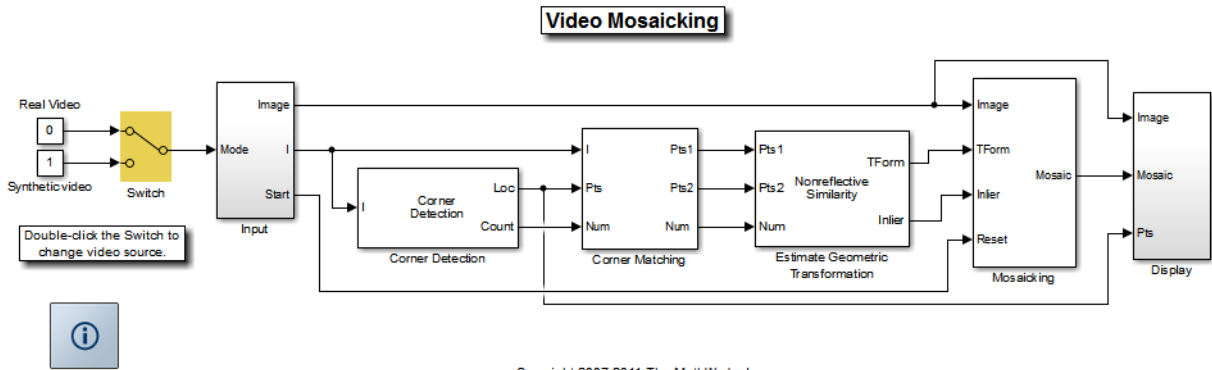 Video Mosaicking
Real Video
0
1
Synthetic video
Switch
Double-click the Switch to
change video source.
Mode
Image
I
Start
Input
I
Corner
Detection
Loc
Count
Corner Detection
I
Pts
Num
Pts1
Pts2
Num
Corner Matching
Pts1
Pts2
Num
Nonreflective
Similarity
TForm
Inlier
Estimate Geometric
Transformation
Image
TForm
Inlier
Reset
Mosaic
Mosaicking
Image
Mosaic
Pts
Display
i